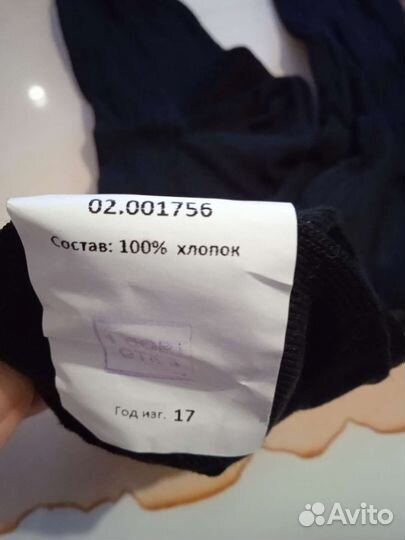 02.001756
Состав: 100% хлопок
Год изг. 17
Avito